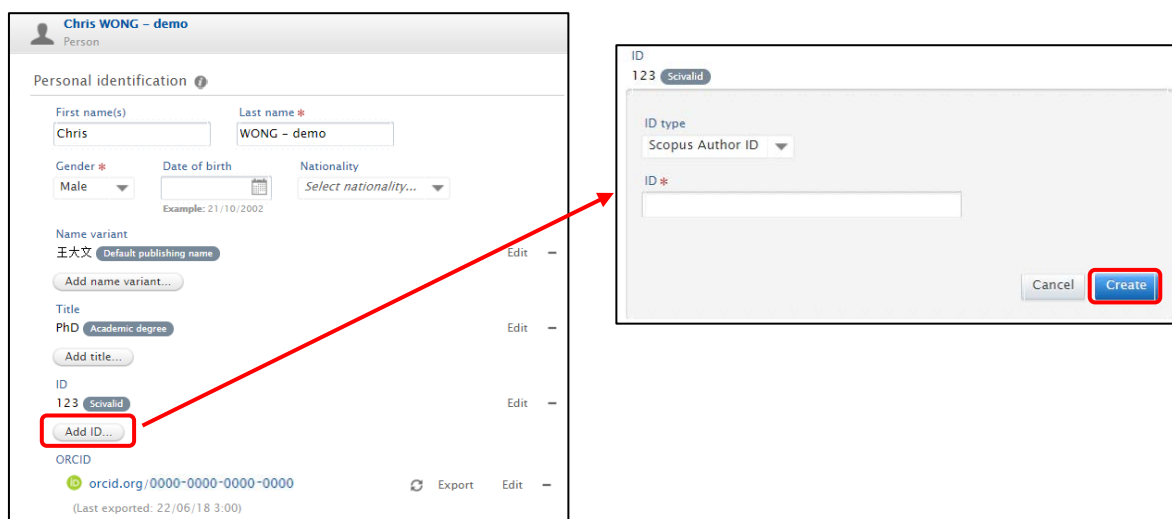 Chris WONG – demo
Person
Personal identification
First name(s) Last name *
Chris WONG – demo
Gender * Date of birth Nationality
Male Select nationality...
Example: 21/10/2002
Name variant
王大文 Default publishing name Edit –
Add name variant...
Title
PhD Academic degree Edit –
Add title...
ID
123 Scivalid Edit –
Add ID...
ORCID
iD orcid.org/0000-0000-0000-0000 Export Edit –
(Last exported: 22/06/18 3:00)
ID
123 Scivalid
ID type
Scopus Author ID
ID *
Cancel Create